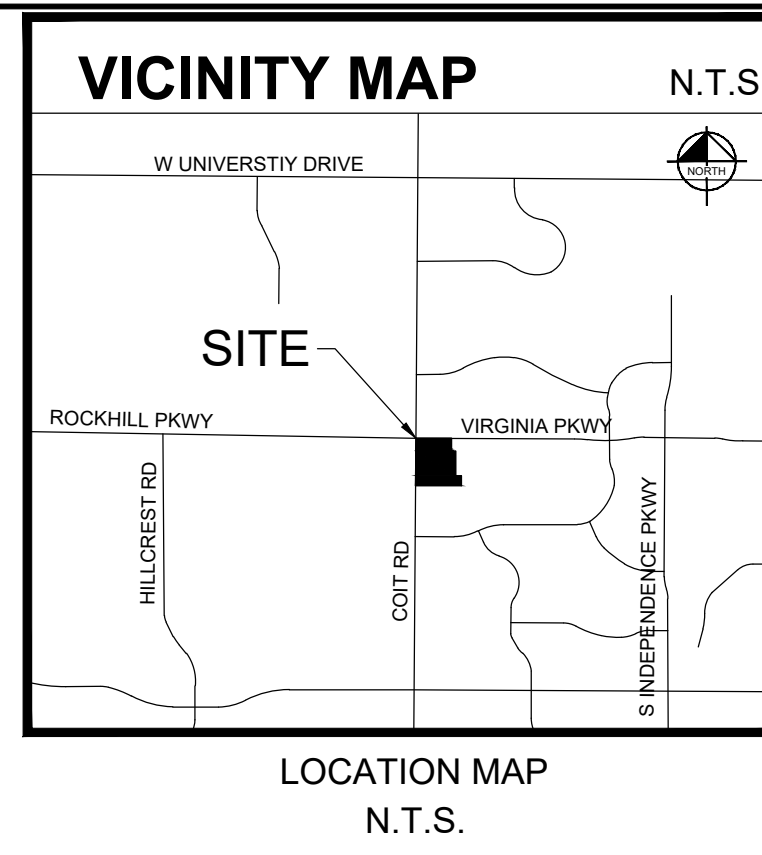 VICINITY MAP
N.T.S
W UNIVERSTIY DRIVE
NORTH
SITE
ROCKHILL PKWY
VIRGINIA PKWY
HILLCREST RD
COIT RD
S INDEPENDENCE PKWY
LOCATION MAP
N.T.S.